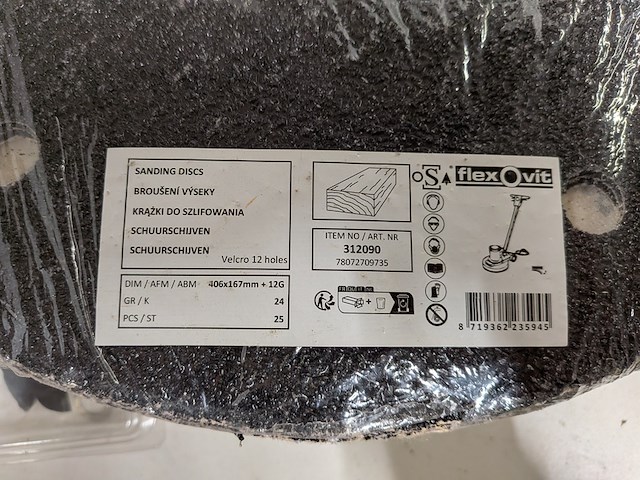 SANDING DISCS
BROUŠENÍ VÝSEKY
KRĄŻKI DO SZLIFOWANIA
SCHUURSCHIJVEN
SCHUURSCHIJVEN
Velcro 12 holes
DIM / AFM / ABM 406x167mm + 12G
GR / K 24
PCS / ST 25
ITEM NO / ART. NR
312090
78072709735
oSA
flexOvit
8 719362 235945